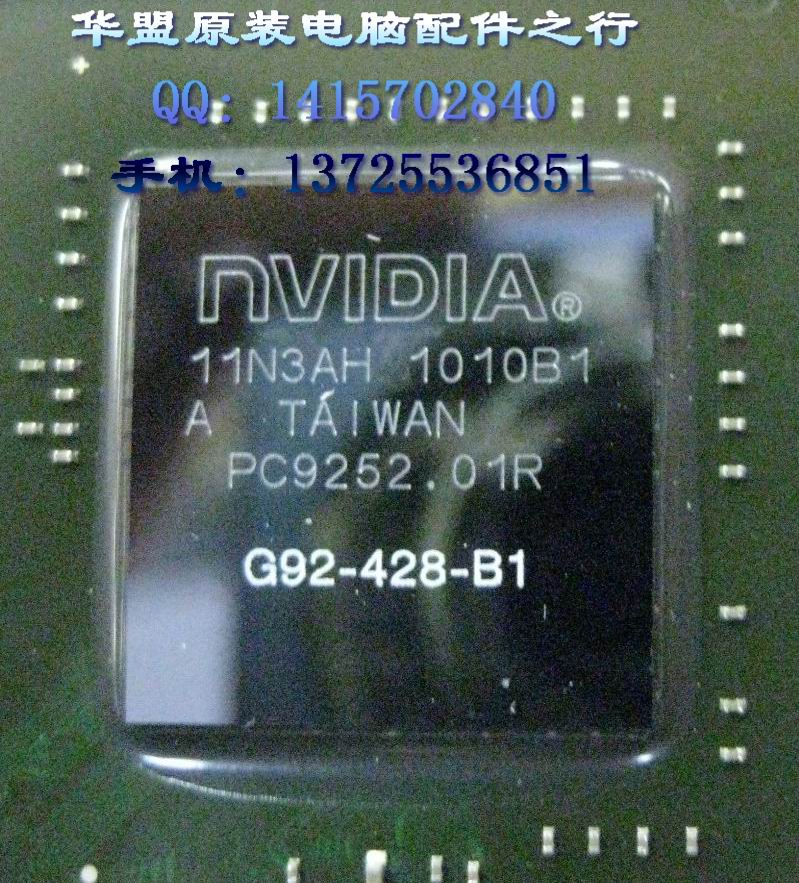 华盟原装电脑配件之行
QQ: 1415702840
手机: 13725536851
nVIDIA®
11N3AH 1010B1
A TAIWAN
PC9252.01R
G92-428-B1